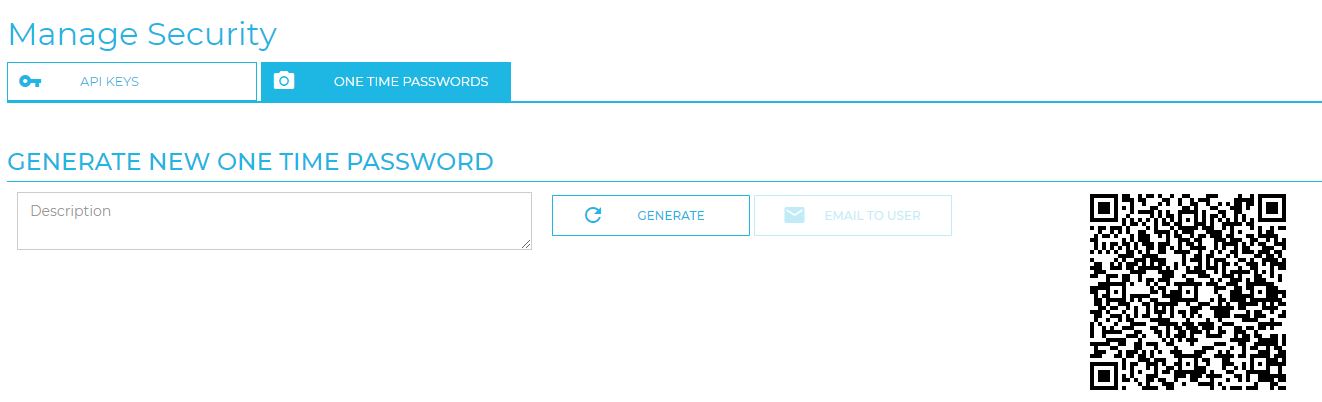 Manage Security
API KEYS
ONE TIME PASSWORDS
GENERATE NEW ONE TIME PASSWORD
Description
GENERATE
EMAIL TO USER